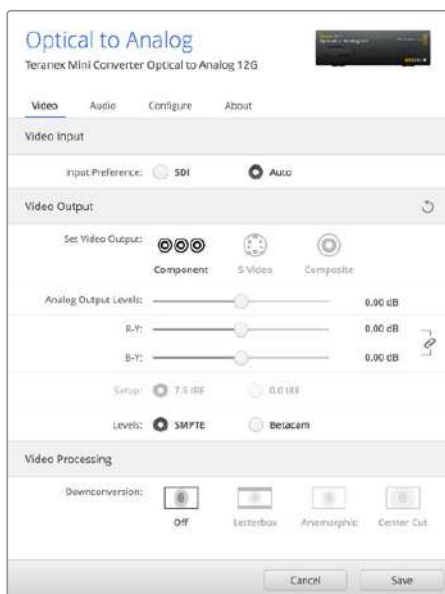 Optical to Analog
Teranex Mini Converter Optical to Analog 12G
Video Audio Configure About
Video Input
Input Preference: SDI Auto
Video Output
Set Video Output:
Component S-Video Composite
Analog Output Levels: 0.00 dB
R-Y: 0.00 dB
B-Y: 0.00 dB
Setup: 7.5 IRE 0.0 IRE
Levels: SMPTE Betacam
Video Processing
Downconversion:
Off Letterbox Anamorphic Center Cut
Cancel Save